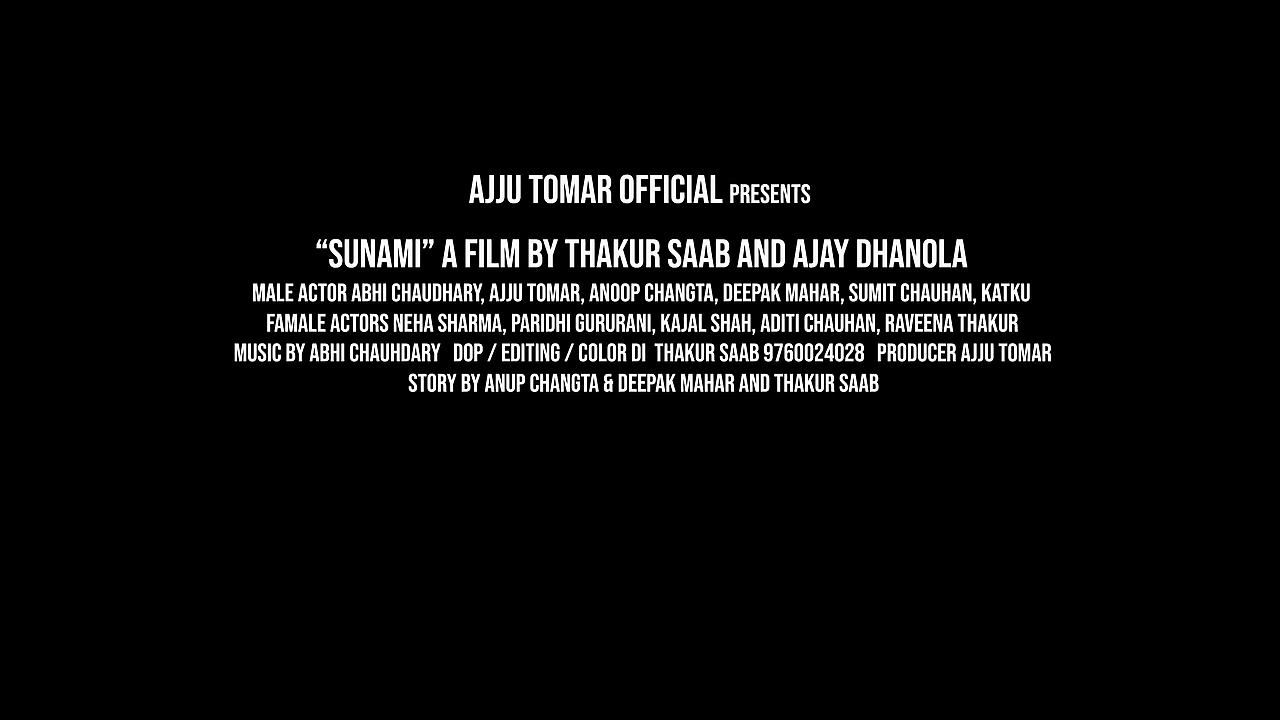 AJJU TOMAR OFFICIAL PRESENTS
“SUNAMI” A FILM BY THAKUR SAAB AND AJAY DHANOLA
MALE ACTOR ABHI CHAUDHARY, AJJU TOMAR, ANOOP CHANGTA, DEEPAK MAHAR, SUMIT CHAUHAN, KATKU
FAMALE ACTORS NEHA SHARMA, PARIDHI GURURANI, KAJAL SHAH, ADITI CHAUHAN, RAVEENA THAKUR
MUSIC BY ABHI CHAUHDARY DOP / EDITING / COLOR DI THAKUR SAAB 9760024028 PRODUCER AJJU TOMAR
STORY BY ANUP CHANGTA & DEEPAK MAHAR AND THAKUR SAAB